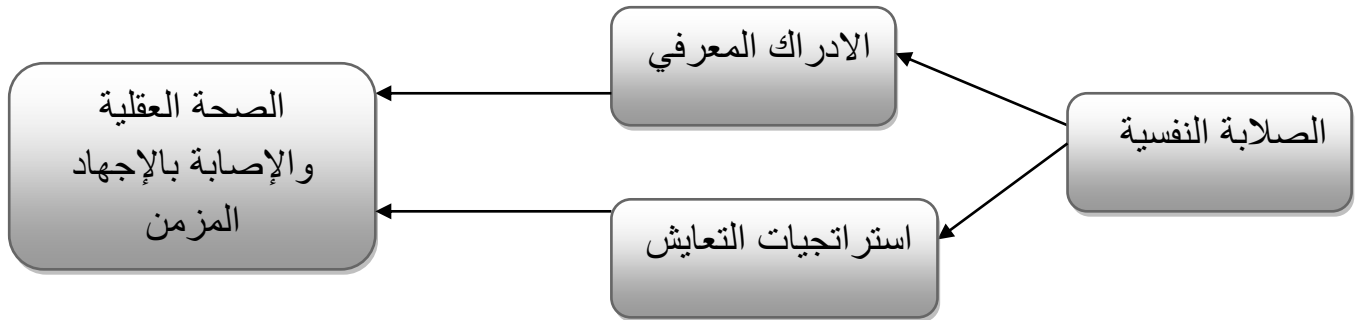 الصلابة النفسية
الادراك المعرفي
استراتجيات التعايش
الصحة العقلية
والإصابة بالإجهاد
المزمن